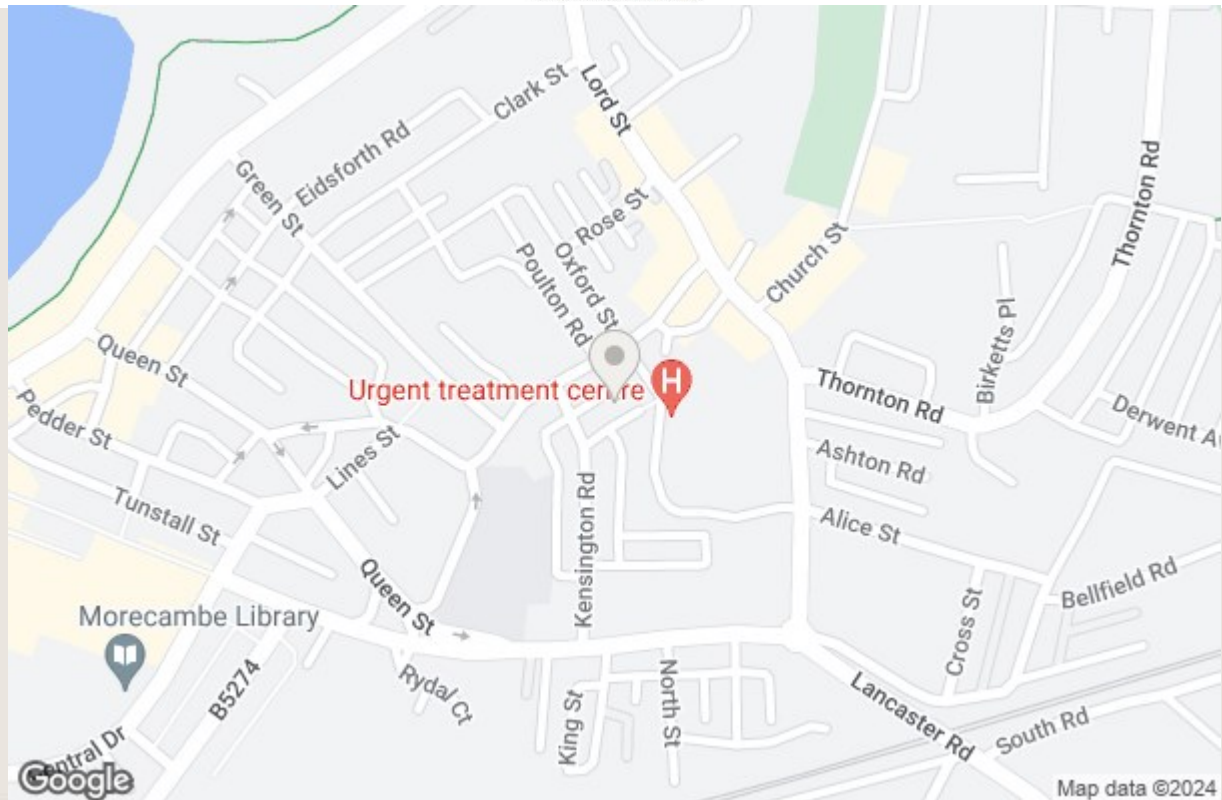 Lord St
Clark St
Eidsforth Rd
Green St
Rose St
Oxford St
Poulton Rd
Church St
Thornton Rd
Birketts Pl
Queen St
Urgent treatment centre
H
Thornton Rd
Derwent Av
Pedder St
Lines St
Ashton Rd
Tunstall St
Kensington Rd
Alice St
Queen St
Bellfield Rd
Cross St
Morecambe Library
B5274
Rydal Ct
King St
North St
Lancaster Rd
South Rd
Central Dr
Google
Map data ©2024